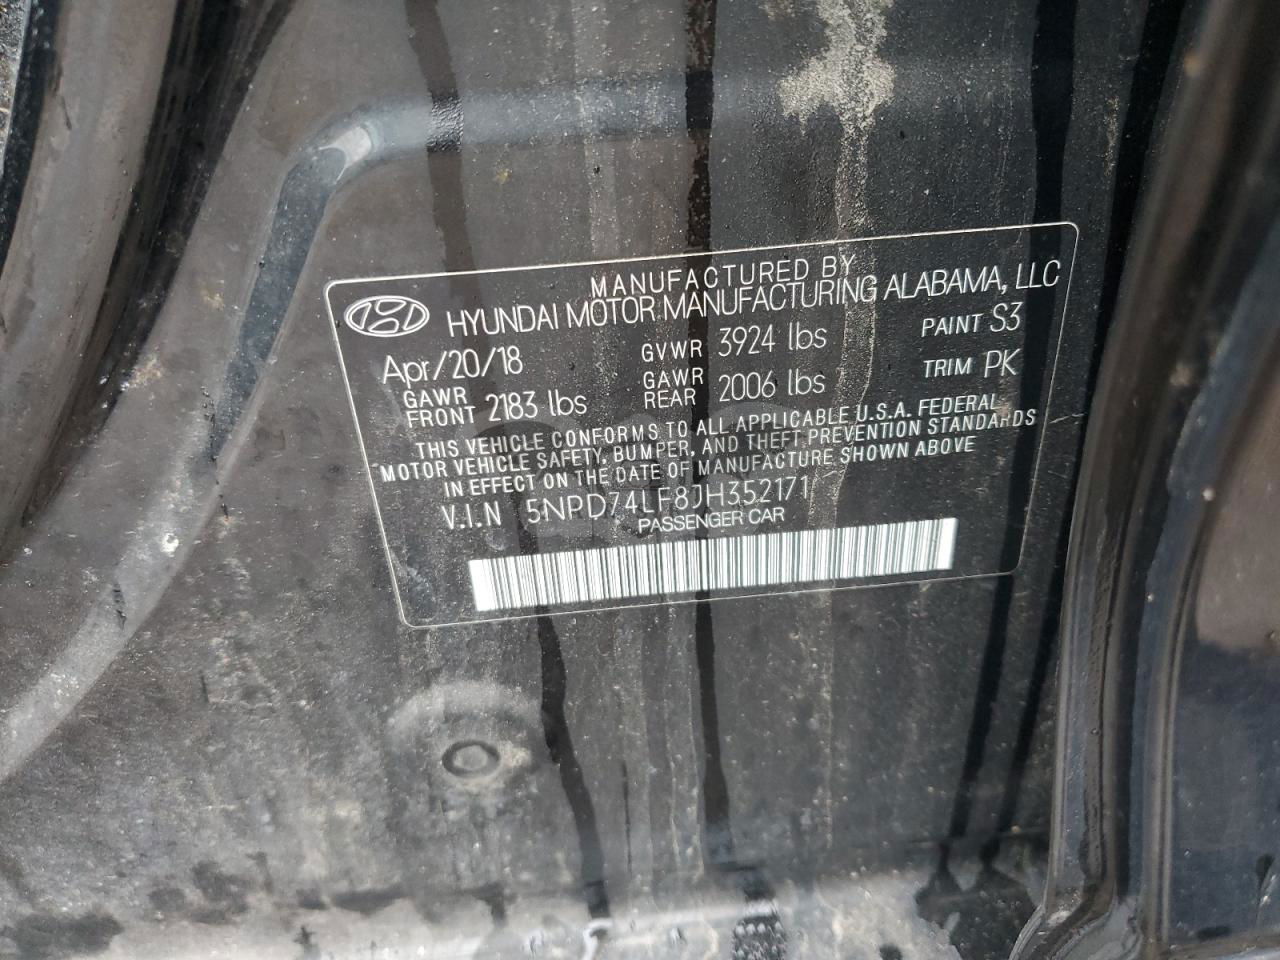 MANUFACTURED BY
HYUNDAI MOTOR MANUFACTURING ALABAMA, LLC
Apr/20/18 GVWR 3924 lbs PAINT S3
GAWR FRONT 2183 lbs GAWR REAR 2006 lbs TRIM PK
THIS VEHICLE CONFORMS TO ALL APPLICABLE U.S.A. FEDERAL
MOTOR VEHICLE SAFETY, BUMPER, AND THEFT PREVENTION STANDARDS
IN EFFECT ON THE DATE OF MANUFACTURE SHOWN ABOVE
V.I.N 5NPD74LF8JH352171
PASSENGER CAR